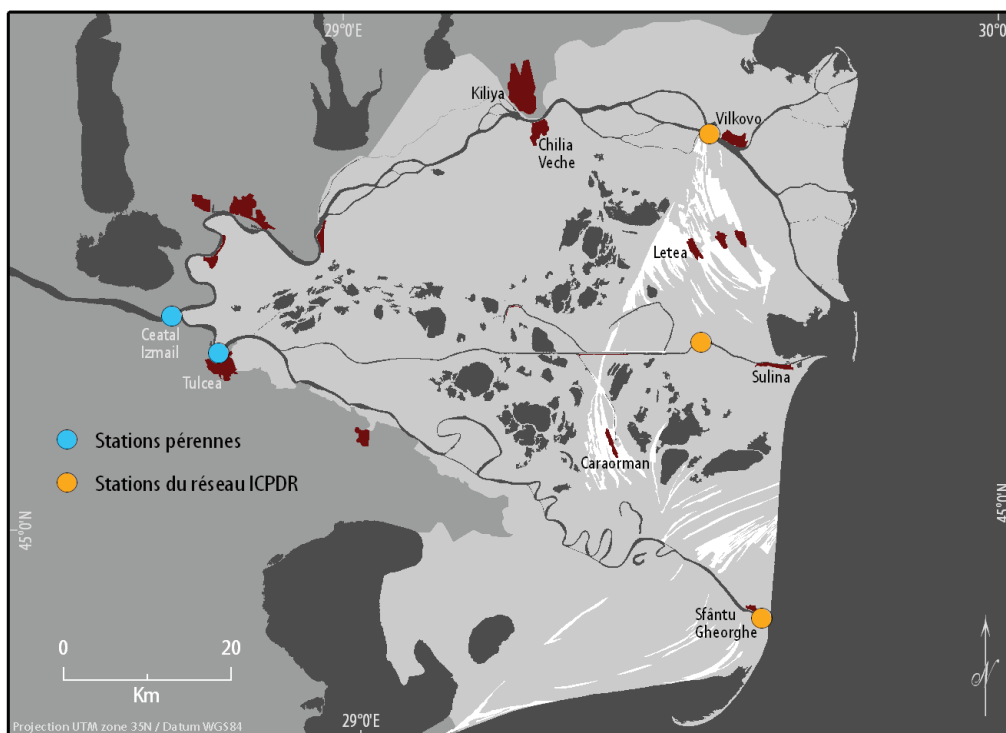 29°0'E
30°0
Kiliya
Vilkovo
Chilia
Veche
Letea
Ceatal
Izmail
Tulcea
Sulina
Stations pérennes
Caraorman
Stations du réseau ICPDR
45°0'N
45°0'N
Sfântu
Gheorghe
0 20
Km
N
29°0'E
Projection UTM zone 35N / Datum WGS84